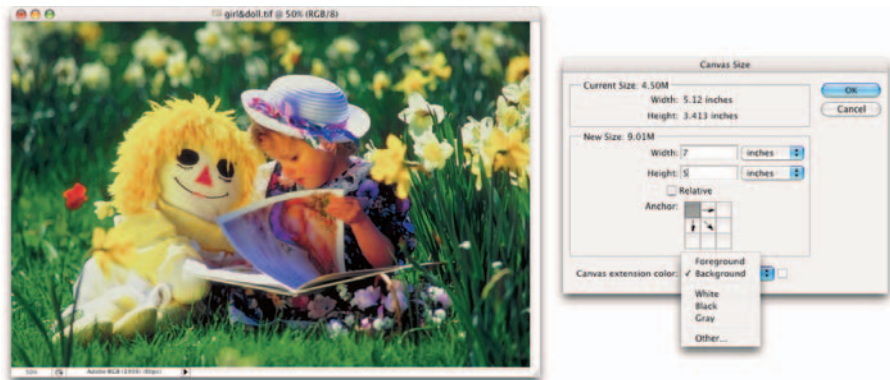 girl&doll.tif @ 50% (RGB/8)
50%
Adobe RGB (1998) (8bpc)
Canvas Size
Current Size: 4.50M
Width: 5.12 inches
Height: 3.413 inches
OK
Cancel
New Size: 9.01M
Width: 7 inches
Height: 5 inches
Relative
Anchor:
Canvas extension color:
Foreground
✓ Background
White
Black
Gray
Other...